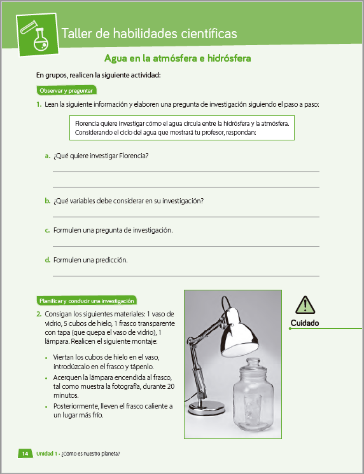 Taller de habilidades científicas
Agua en la atmósfera e hidrósfera
En grupos, realicen la siguiente actividad:
Observar y preguntar
1. Lean la siguiente información y elaboren una pregunta de investigación siguiendo el paso a paso:
Florencia quiere investigar cómo el agua circula entre la hidrósfera y la atmósfera.
Considerando el ciclo del agua que mostrará tu profesor, respondan:
a. ¿Qué quiere investigar Florencia?
b. ¿Qué variables debe considerar en su investigación?
c. Formulen una pregunta de investigación.
d. Formulen una predicción.
Planificar y conducir una investigación
2. Consigan los siguientes materiales: 1 vaso de
vidrio, 5 cubos de hielo, 1 frasco transparente
con tapa (que quepa el vaso de vidrio), 1
lámpara. Realicen el siguiente montaje:
• Viertan los cubos de hielo en el vaso,
introdúzcalo en el frasco y tápenlo.
• Acerquen la lámpara encendida al frasco,
tal como muestra la fotografía, durante 20
minutos.
• Posteriormente, lleven el frasco caliente a
un lugar más frío.
Cuidado
14 Unidad 1 - ¿Cómo es nuestro planeta?